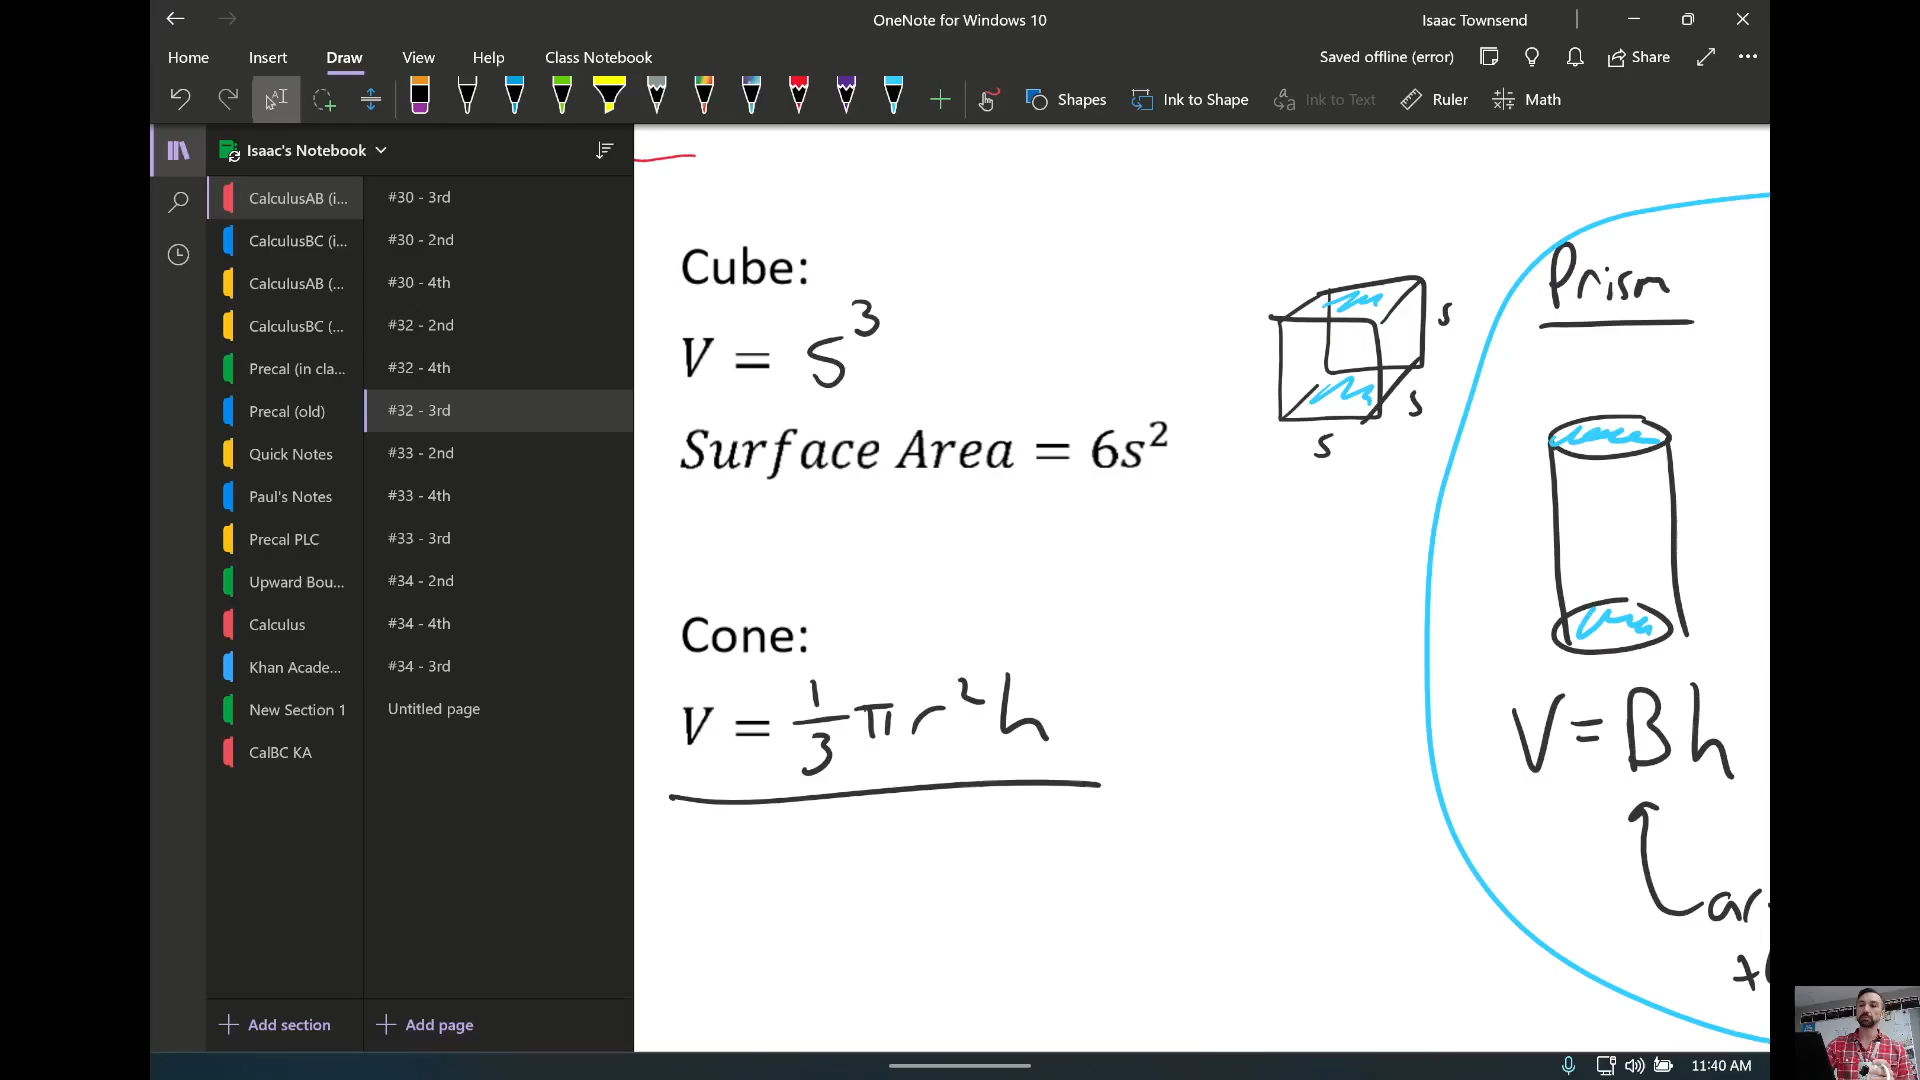 OneNote for Windows 10
Isaac Townsend
Home Insert Draw View Help Class Notebook
Saved offline (error)
Share
Shapes
Ink to Shape
Ink to Text
Ruler
Math
Isaac's Notebook
CalculusAB (i...
CalculusBC (i...
CalculusAB (...
CalculusBC (...
Precal (in cla...
Precal (old)
Quick Notes
Paul's Notes
Precal PLC
Upward Bou...
Calculus
Khan Acade...
New Section 1
CalBC KA
Add section
#30 - 3rd
#30 - 2nd
#30 - 4th
#32 - 2nd
#32 - 4th
#32 - 3rd
#33 - 2nd
#33 - 4th
#33 - 3rd
#34 - 2nd
#34 - 4th
#34 - 3rd
Untitled page
Add page
Cube:
V = s³
Surface Area = 6s²
s
s
s
Cone:
V = 1/3 πr²h
Prism
V = Bh
11:40 AM